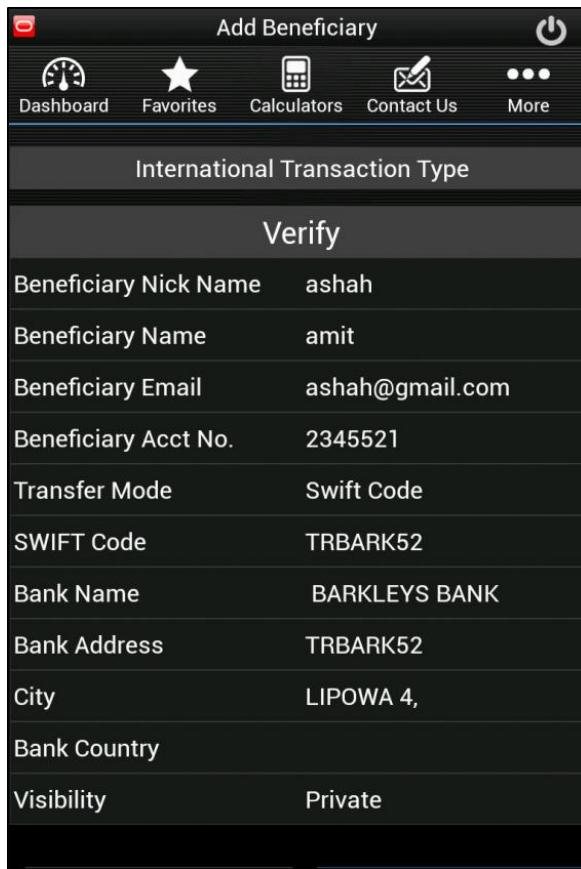 Add Beneficiary
Dashboard Favorites Calculators Contact Us More
International Transaction Type
Verify
Beneficiary Nick Name ashah
Beneficiary Name amit
Beneficiary Email ashah@gmail.com
Beneficiary Acct No. 2345521
Transfer Mode Swift Code
SWIFT Code TRBARK52
Bank Name BARKLEYS BANK
Bank Address TRBARK52
City LIPOWA 4,
Bank Country
Visibility Private